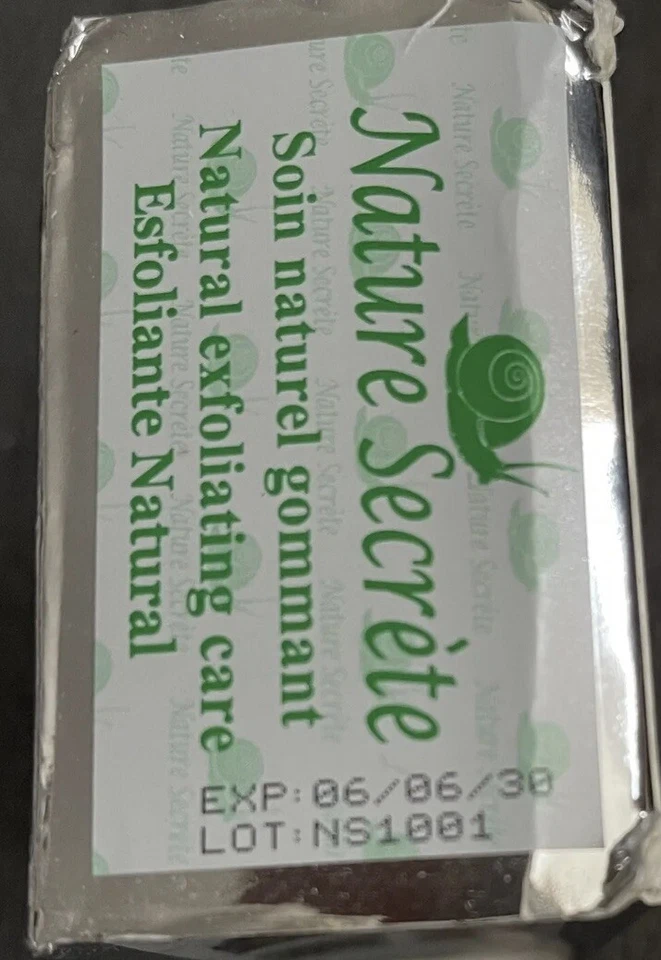 Nature Secrète
Soin naturel gommant
Natural exfoliating care
Esfoliante Natural
EXP:06/06/30
LOT:NS1001